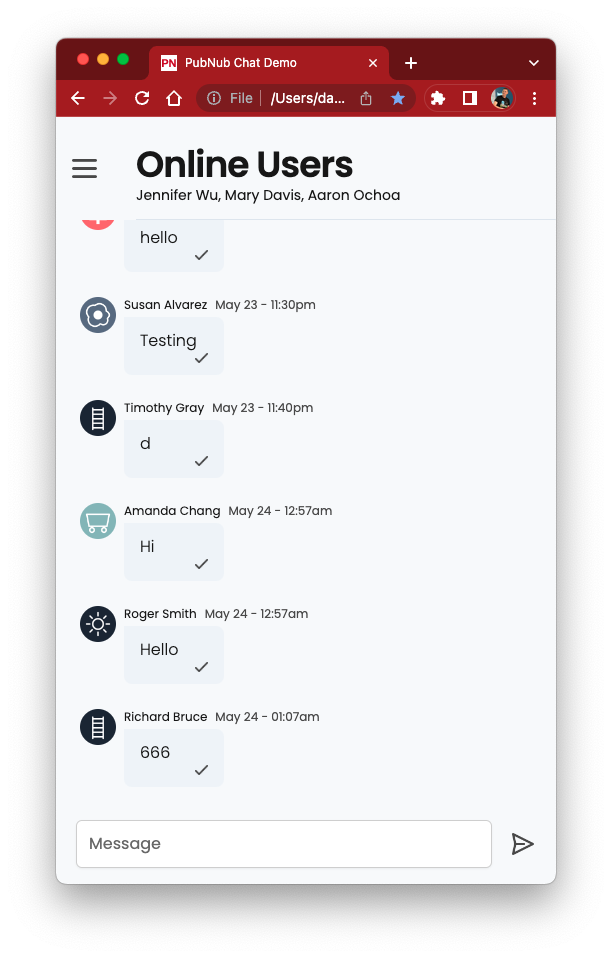 PN PubNub Chat Demo
File /Users/da...
Online Users
Jennifer Wu, Mary Davis, Aaron Ochoa
hello
Susan Alvarez May 23 - 11:30pm
Testing
Timothy Gray May 23 - 11:40pm
d
Amanda Chang May 24 - 12:57am
Hi
Roger Smith May 24 - 12:57am
Hello
Richard Bruce May 24 - 01:07am
666
Message